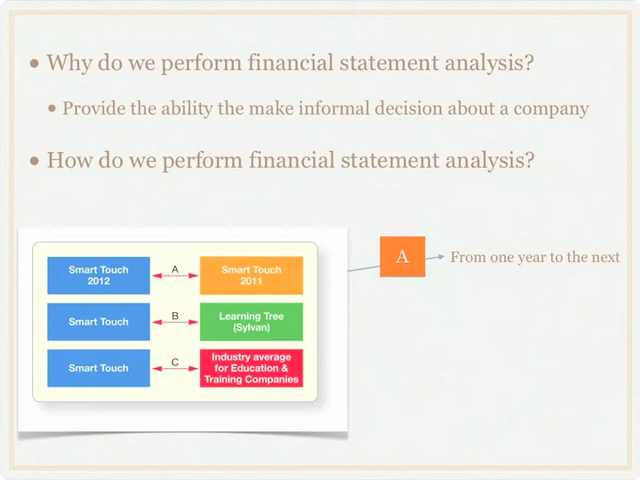 • Why do we perform financial statement analysis?
• Provide the ability the make informal decision about a company
• How do we perform financial statement analysis?
Smart Touch
2012
A
Smart Touch
2011
Smart Touch
B
Learning Tree
(Sylvan)
Smart Touch
C
Industry average
for Education &
Training Companies
A
From one year to the next